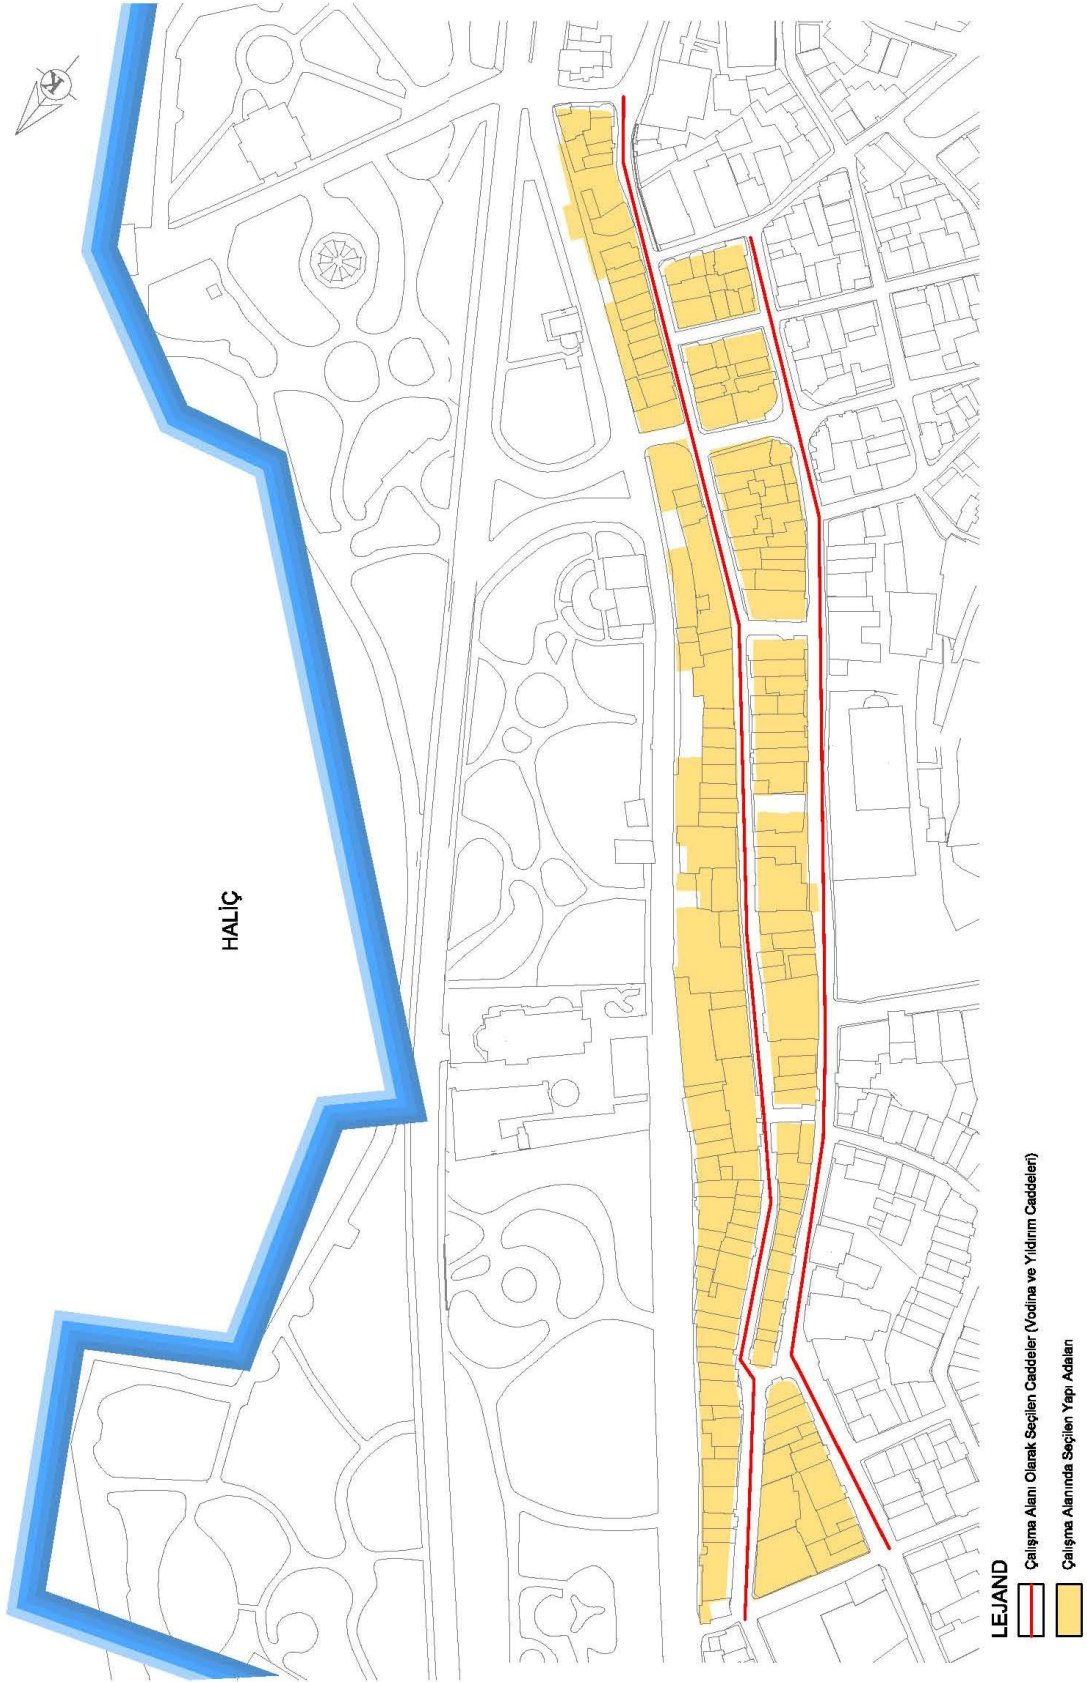 K
HALİÇ
LEJAND
Çalışma Alanı Olarak Seçilen Caddeler (Vodina ve Yıldırım Caddeleri)
Çalışma Alanında Seçilen Yapı Adaları